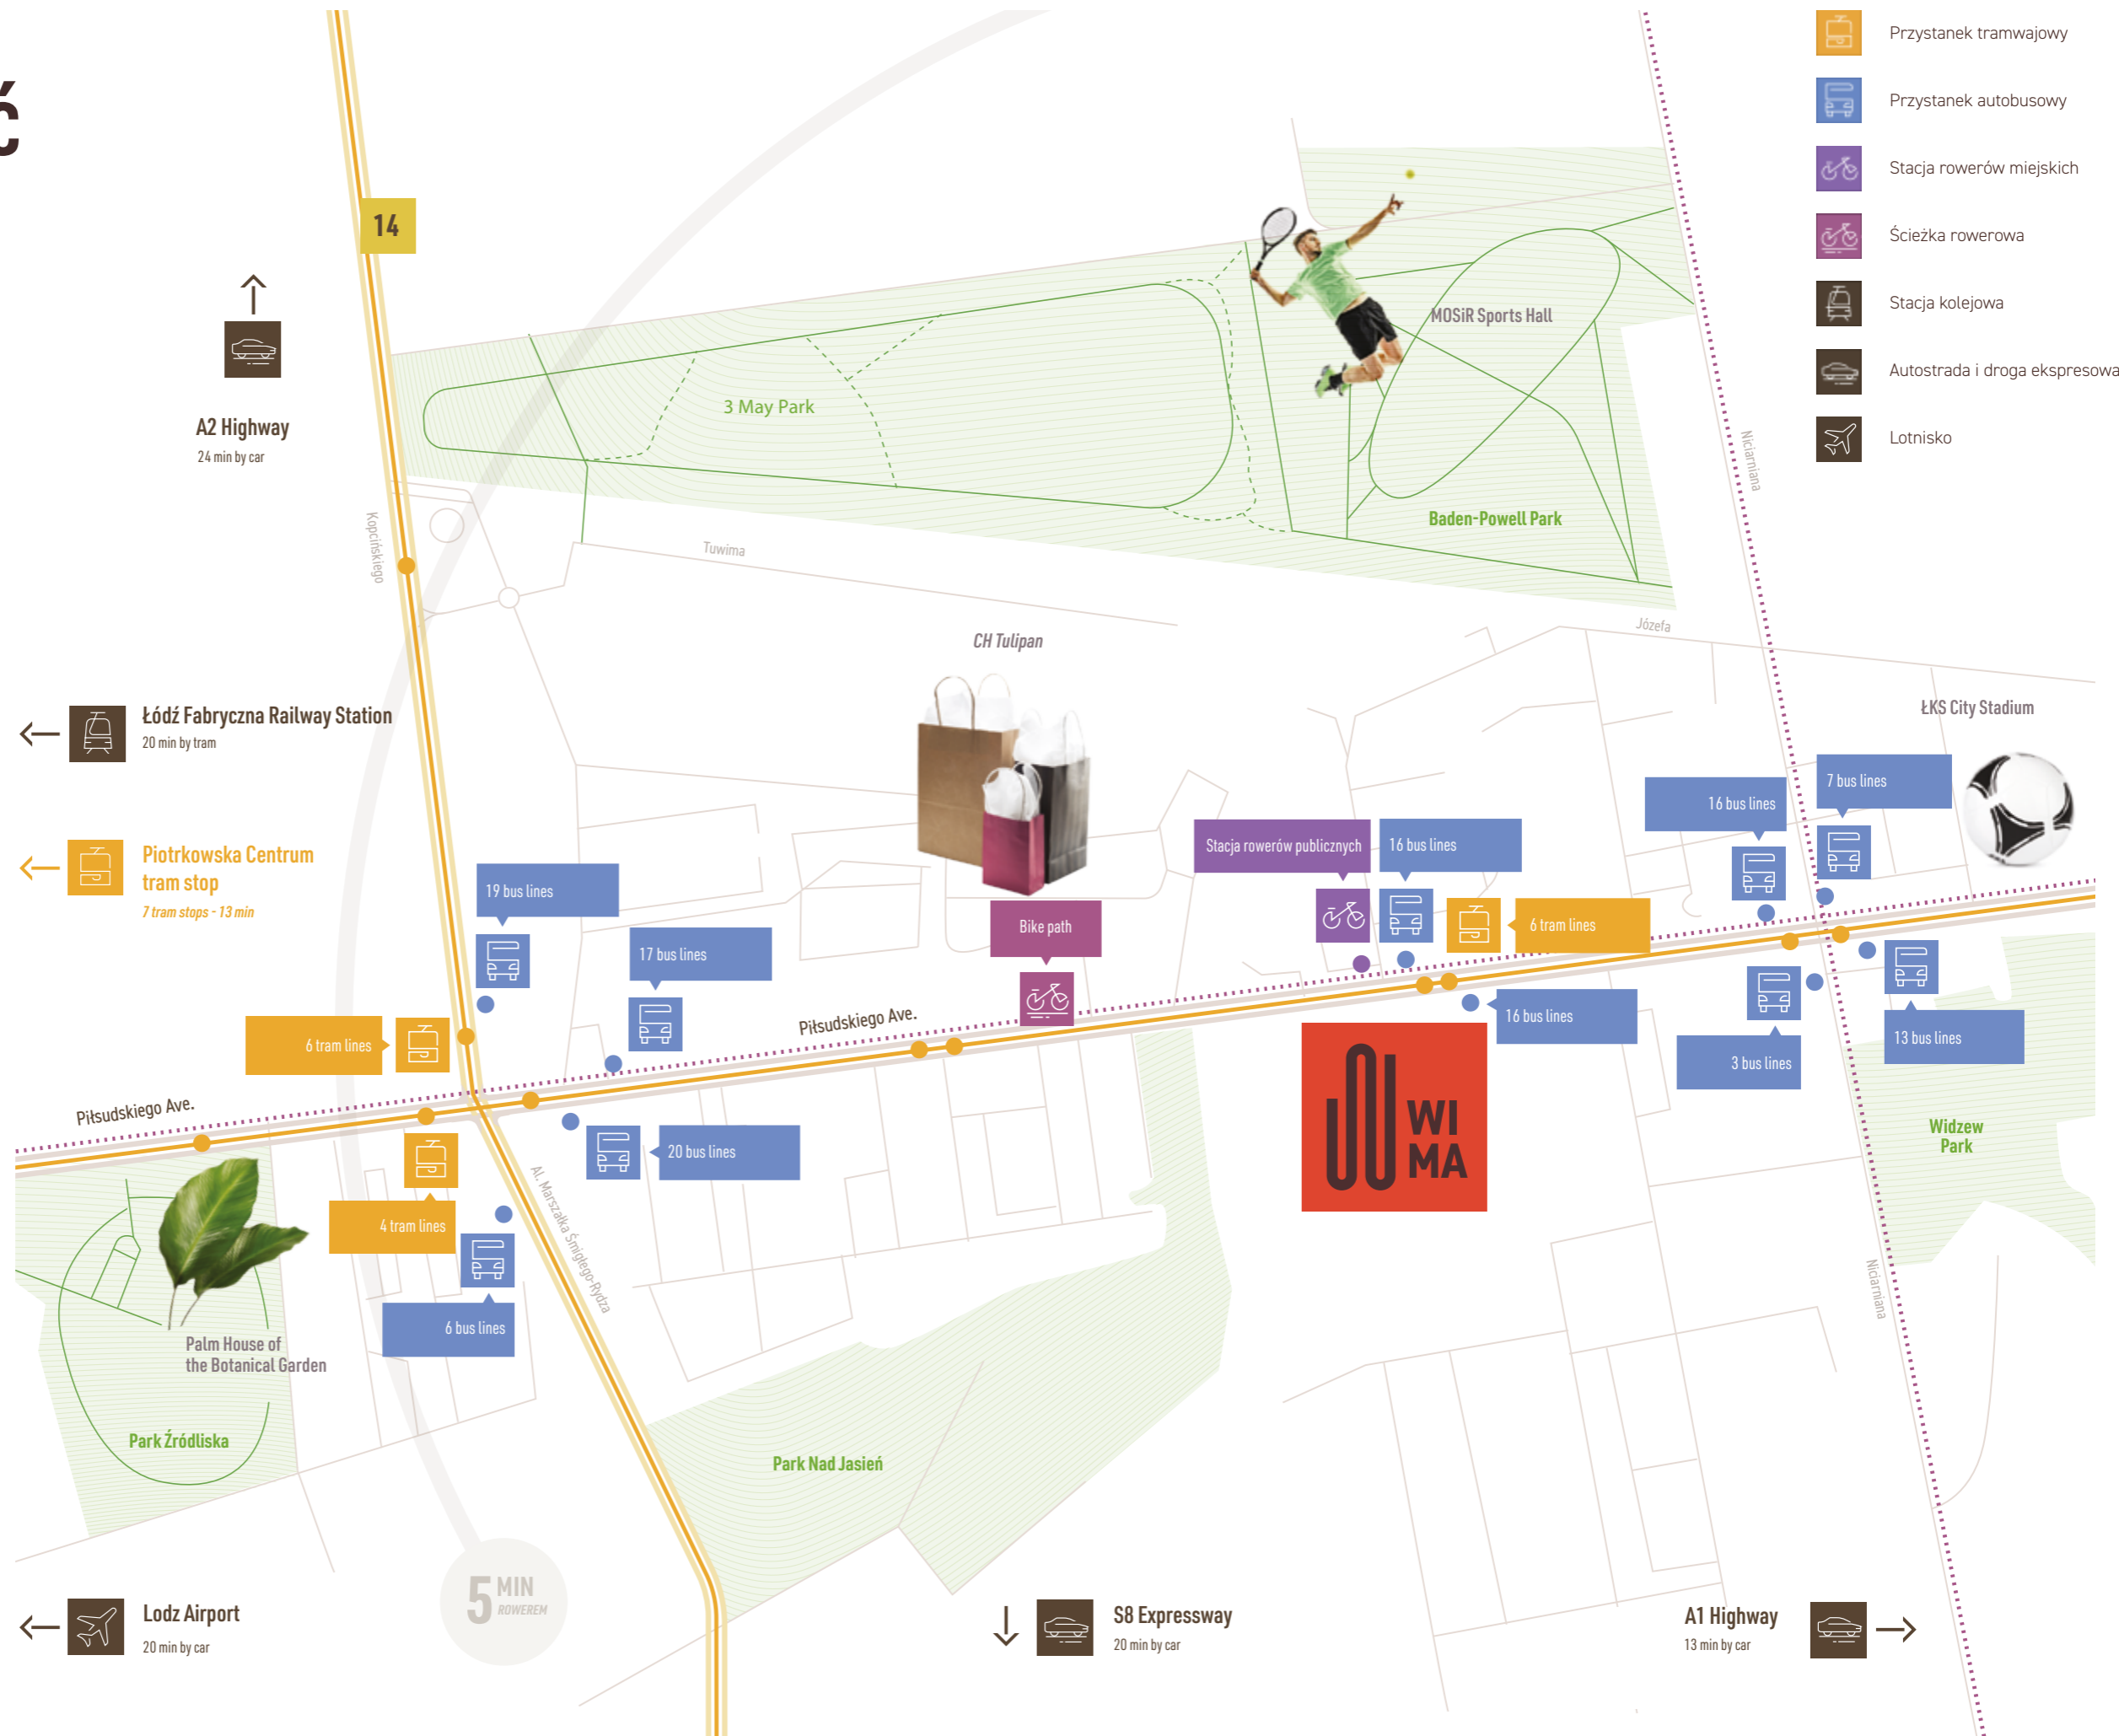 Ć
Przystanek tramwajowy
Przystanek autobusowy
Stacja rowerów miejskich
Ścieżka rowerowa
Stacja kolejowa
Autostrada i droga ekspresowa
Lotnisko
14
A2 Highway
24 min by car
MOSiR Sports Hall
3 May Park
Baden-Powell Park
Niciarniana
Kopcińskiego
Tuwima
Józefa
CH Tulipan
ŁKS City Stadium
Łódź Fabryczna Railway Station
20 min by tram
Piotrkowska Centrum
tram stop
7 tram stops - 13 min
19 bus lines
17 bus lines
Bike path
Stacja rowerów publicznych
16 bus lines
6 tram lines
16 bus lines
7 bus lines
6 tram lines
Piłsudskiego Ave.
16 bus lines
3 bus lines
13 bus lines
Piłsudskiego Ave.
20 bus lines
4 tram lines
6 bus lines
Al. Marszałka Śmigłego-Rydza
WI
MA
Widzew
Park
Niciarniana
Palm House of
the Botanical Garden
Park Źródliska
Park Nad Jasień
5 MIN
ROWEREM
Lodz Airport
20 min by car
S8 Expressway
20 min by car
A1 Highway
13 min by car